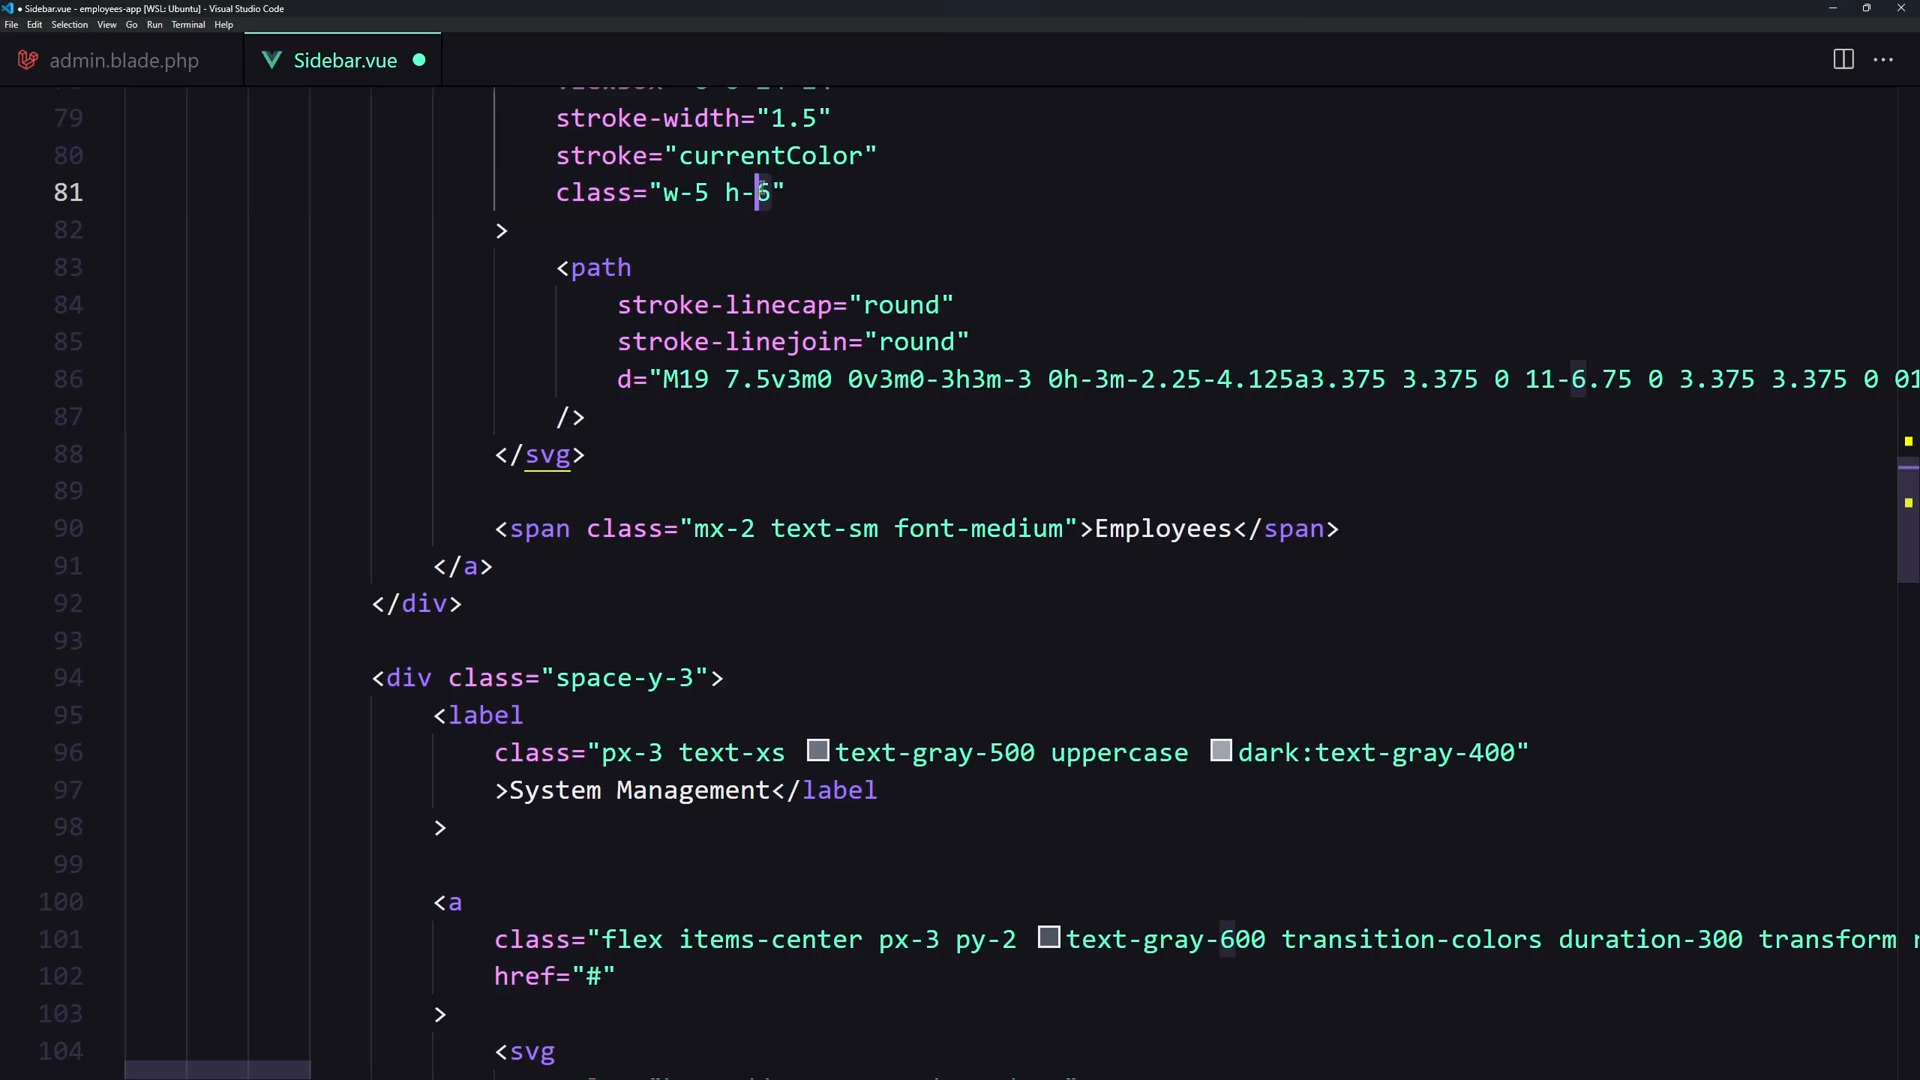 Sidebar.vue - employees-app [WSL: Ubuntu] - Visual Studio Code
File Edit Selection View Go Run Terminal Help
admin.blade.php Sidebar.vue
79 stroke-width="1.5"
80 stroke="currentColor"
81 class="w-5 h-6"
82 >
83 <path
84 stroke-linecap="round"
85 stroke-linejoin="round"
86 d="M19 7.5v3m0 0v3m0-3h3m-3 0h-3m-2.25-4.125a3.375 3.375 0 11-6.75 0 3.375 3.375 0 01
87 />
88 </svg>
89
90 <span class="mx-2 text-sm font-medium">Employees</span>
91 </a>
92 </div>
93
94 <div class="space-y-3">
95 <label
96 class="px-3 text-xs text-gray-500 uppercase dark:text-gray-400"
97 >System Management</label
98 >
99
100 <a
101 class="flex items-center px-3 py-2 text-gray-600 transition-colors duration-300 transform
102 href="#"
103 >
104 <svg